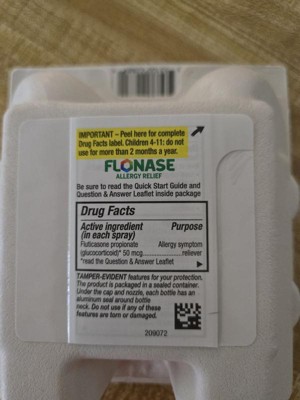 IMPORTANT – Peel here for complete
Drug Facts label. Children 4-11: do not
use for more than 2 months a year.
FLONASE
ALLERGY RELIEF
Be sure to read the Quick Start Guide and
Question & Answer Leaflet inside package
Drug Facts
Active ingredient Purpose
(in each spray)
Fluticasone propionate Allergy symptom
(glucocorticoid)* 50 mcg..............reliever
*read the Question & Answer Leaflet
TAMPER-EVIDENT features for your protection.
The product is packaged in a sealed container.
Under the cap and nozzle, each bottle has an
aluminum seal around bottle
neck. Do not use if any of these
features are torn or damaged.
209072